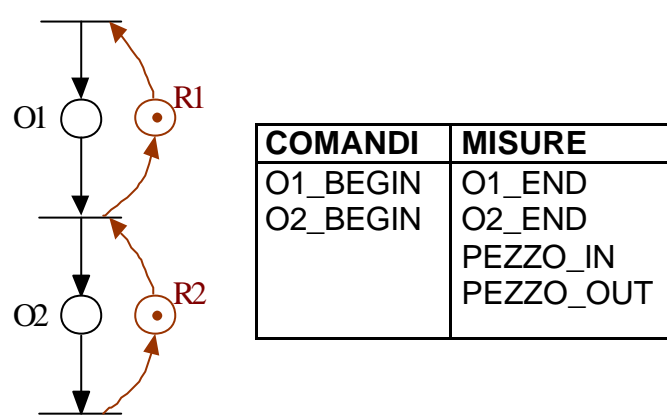 R1
O1
COMANDI MISURE
O1_BEGIN O1_END
O2_BEGIN O2_END
PEZZO_IN
R2
PEZZO_OUT
O2